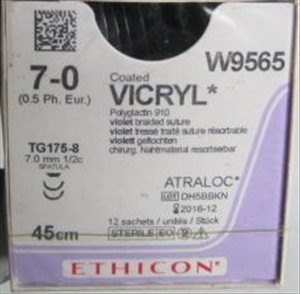 W9565
7-0
(0.5 Ph. Eur.)
Coated
VICRYL*
Polyglactin 910
violet braided suture
violet tressé traité suture résorbable
violett geflochten
chirurg. Nahtmaterial resorbierbar
TG175-8
7.0 mm 1/2c
SPATULA
ATRALOC*
LOT DH5BBKN
2016-12
12 sachets / unités / Stück
45cm
STERILE EO
ETHICON*